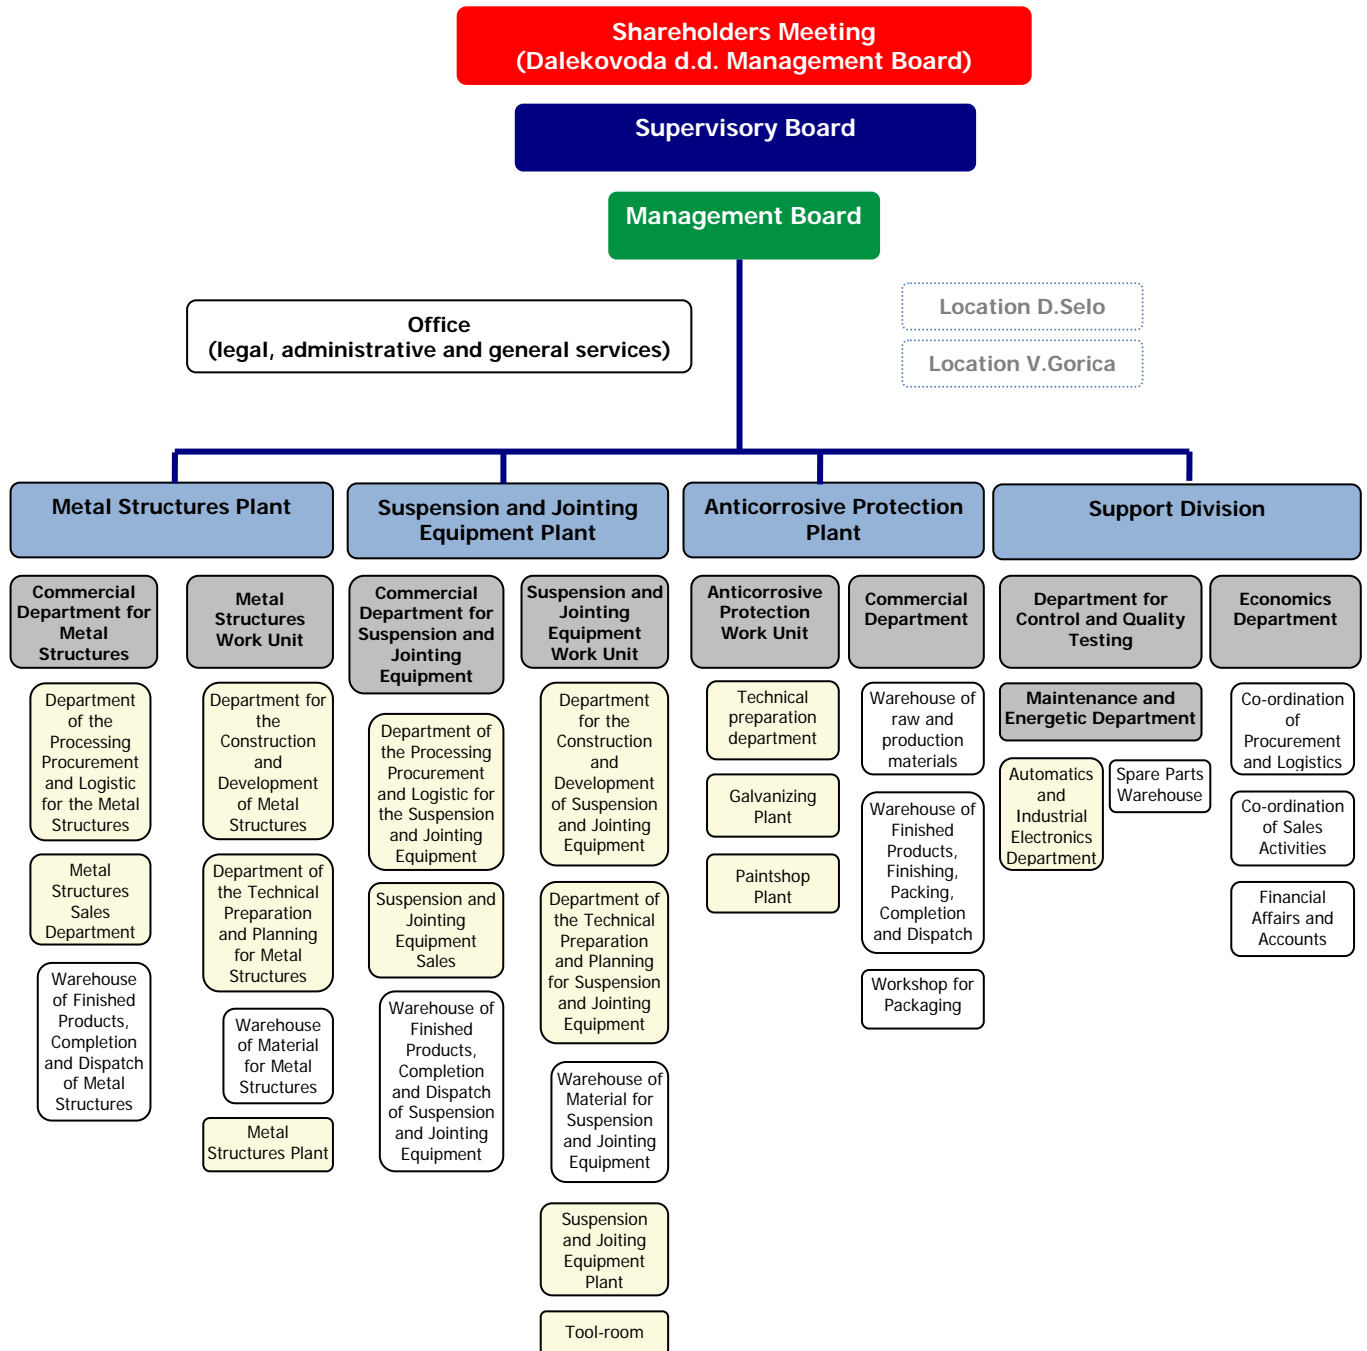 Shareholders Meeting
(Dalekovoda d.d. Management Board)
Supervisory Board
Management Board
Office
(legal, administrative and general services)
Location D.Selo
Location V.Gorica
Metal Structures Plant
Suspension and Jointing
Equipment Plant
Anticorrosive Protection
Plant
Support Division
Commercial
Department for
Metal
Structures
Metal
Structures
Work Unit
Commercial
Department for
Suspension and
Jointing
Equipment
Suspension and
Jointing
Equipment
Work Unit
Anticorrosive
Protection
Work Unit
Commercial
Department
Department for
Control and Quality
Testing
Economics
Department
Department
of the
Processing
Procurement
and Logistic
for the Metal
Structures
Metal
Structures
Sales
Department
Warehouse
of Finished
Products,
Completion
and Dispatch
of Metal
Structures
Department for
the
Construction
and
Development
of Metal
Structures
Department of
the Technical
Preparation
and Planning
for Metal
Structures
Warehouse
of Material
for Metal
Structures
Metal
Structures Plant
Department of
the Processing
Procurement
and Logistic for
the Suspension
and Jointing
Equipment
Suspension and
Jointing
Equipment
Sales
Warehouse of
Finished
Products,
Completion
and Dispatch
of Suspension
and Jointing
Equipment
Department
for the
Construction
and
Development
of Suspension
and Jointing
Equipment
Department of
the Technical
Preparation
and Planning
for Suspension
and Jointing
Equipment
Warehouse of
Material for
Suspension
and Jointing
Equipment
Suspension
and Joiting
Equipment
Plant
Tool-room
Technical
preparation
department
Galvanizing
Plant
Paintshop
Plant
Warehouse of
raw and
production
materials
Warehouse of
Finished
Products,
Finishing,
Packing,
Completion
and Dispatch
Workshop for
Packaging
Maintenance and
Energetic Department
Automatics
and
Industrial
Electronics
Department
Spare Parts
Warehouse
Co-ordination
of
Procurement
and Logistics
Co-ordination
of Sales
Activities
Financial
Affairs and
Accounts